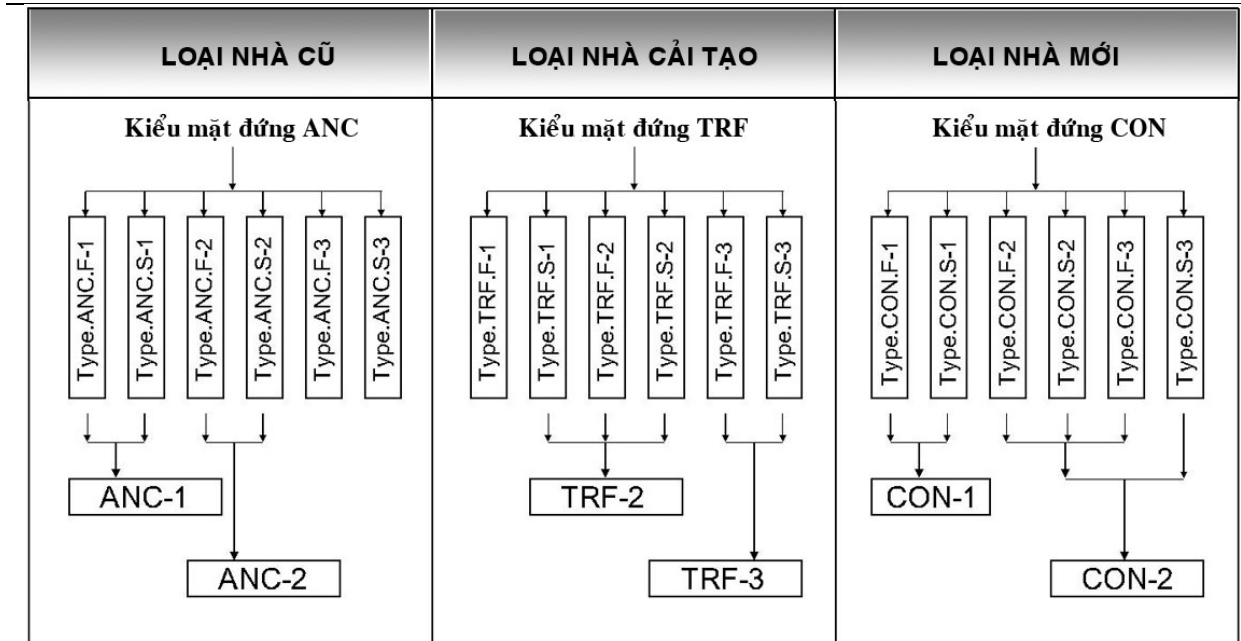 LOẠI NHÀ CŨ
LOẠI NHÀ CẢI TẠO
LOẠI NHÀ MỚI
Kiểu mặt đứng ANC
Kiểu mặt đứng TRF
Kiểu mặt đứng CON
Type.ANC.F-1
Type.ANC.S-1
Type.ANC.F-2
Type.ANC.S-2
Type.ANC.F-3
Type.ANC.S-3
Type.TRF.F-1
Type.TRF.S-1
Type.TRF.F-2
Type.TRF.S-2
Type.TRF.F-3
Type.TRF.S-3
Type.CON.F-1
Type.CON.S-1
Type.CON.F-2
Type.CON.S-2
Type.CON.F-3
Type.CON.S-3
ANC-1
TRF-2
CON-1
ANC-2
TRF-3
CON-2